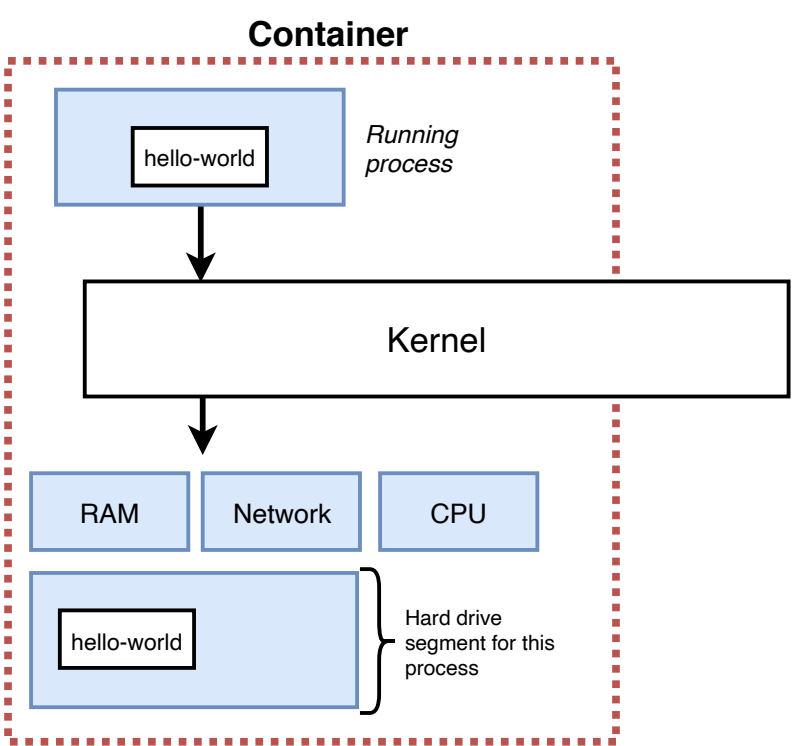 Container
hello-world
Running
process
Kernel
RAM
Network
CPU
hello-world
Hard drive
segment for this
process